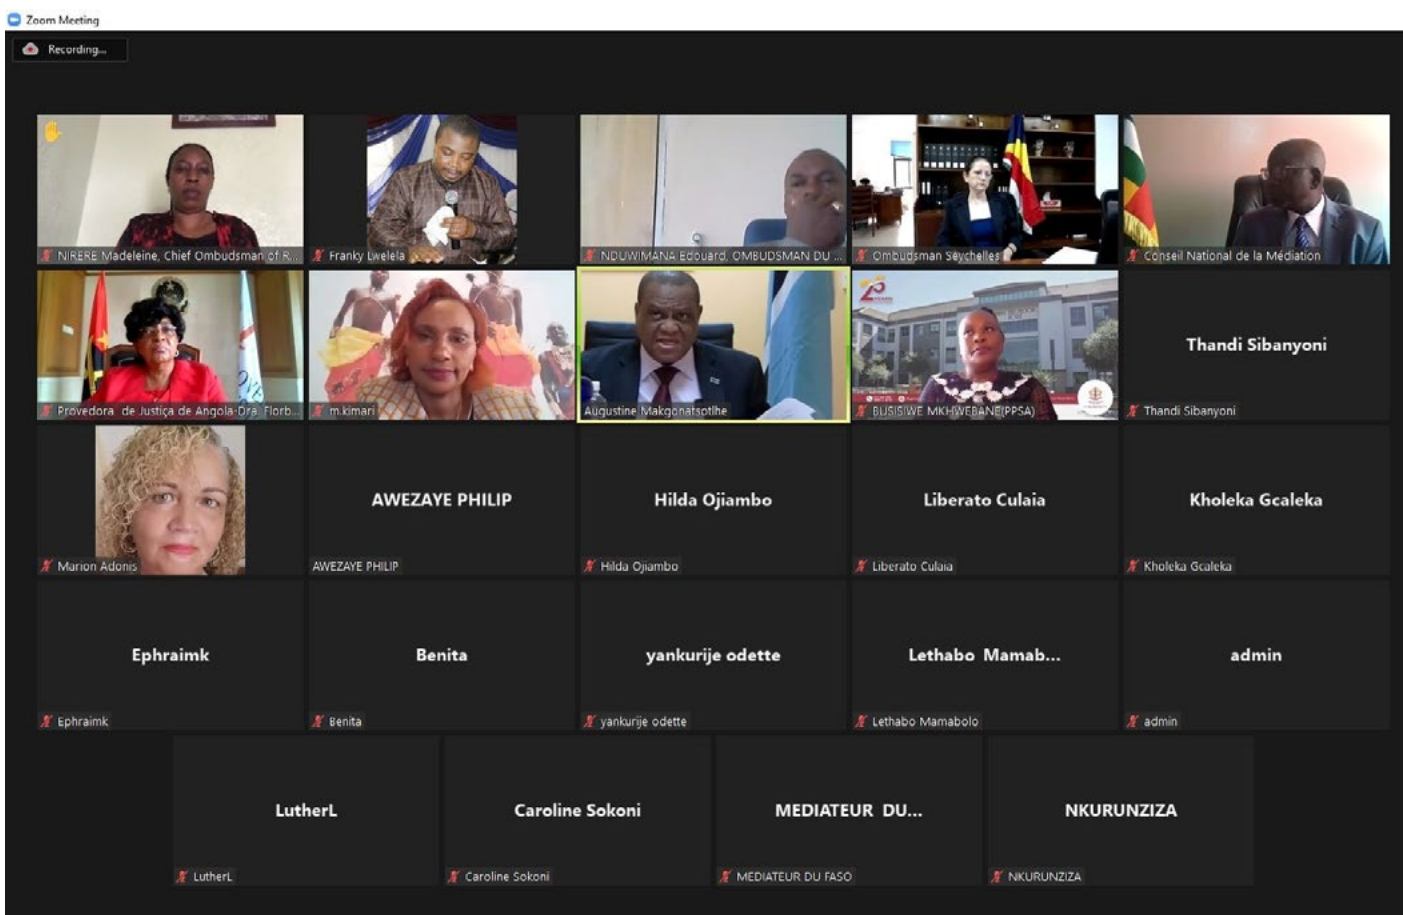 Zoom Meeting
Recording...
NIRERE Madeleine, Chief Ombudsman of R...
Franky Lwelela
NDUWIMANA Edouard, OMBUDSMAN DU ...
Ombudsman Seychelles
Conseil National de la Médiation
Provedora de Justiça de Angola-Dra. Florb...
m.kimari
Augustine Makgonatsotlhe
25
BUSISIWE MKHWEBANE(PPSA)
Thandi Sibanyoni
Thandi Sibanyoni
Marion Adonis
AWEZAYE PHILIP
AWEZAYE PHILIP
Hilda Ojiambo
Hilda Ojiambo
Liberato Culaia
Liberato Culaia
Kholeka Gcaleka
Kholeka Gcaleka
Ephraimk
Ephraimk
Benita
Benita
yankurije odette
yankurije odette
Lethabo Mamab...
Lethabo Mamabolo
admin
admin
LutherL
LutherL
Caroline Sokoni
Caroline Sokoni
MEDIATEUR DU...
MEDIATEUR DU FASO
NKURUNZIZA
NKURUNZIZA